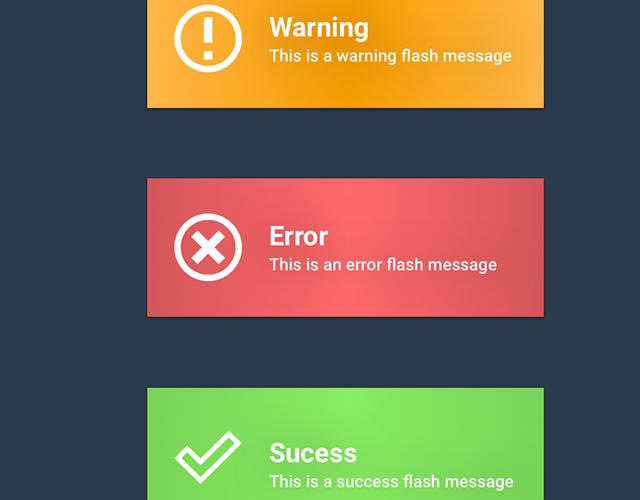 Warning
This is a warning flash message
Error
This is an error flash message
Sucess
This is a success flash message